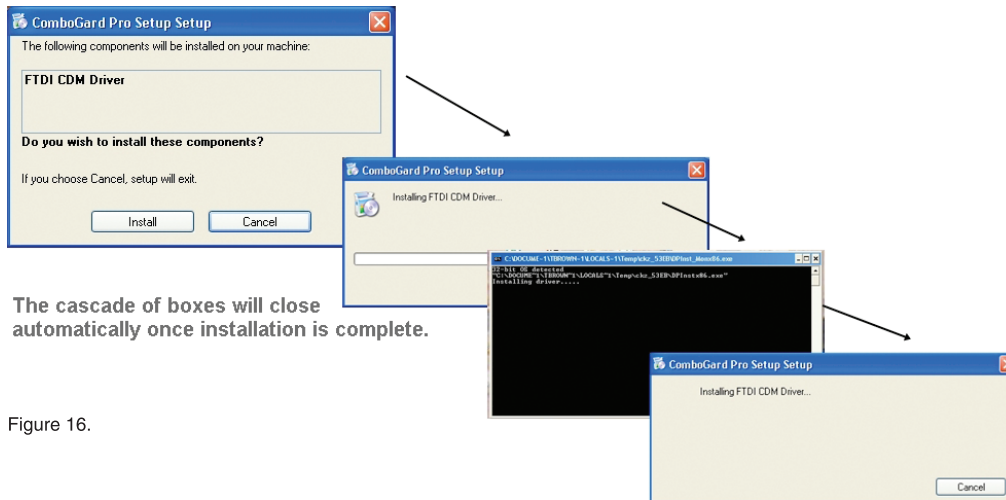 ComboGard Pro Setup Setup
The following components will be installed on your machine:
FTDI CDM Driver
Do you wish to install these components?
If you choose Cancel, setup will exit.
Install
Cancel
ComboGard Pro Setup Setup
Installing FTDI CDM Driver...
32-bit OS detected
Installing driver.....
ComboGard Pro Setup Setup
Installing FTDI CDM Driver...
Cancel
The cascade of boxes will close
automatically once installation is complete.
Figure 16.